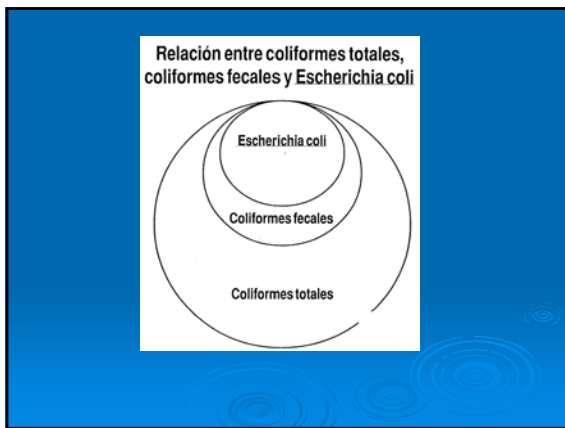 Relación entre coliformes totales,
coliformes fecales y Escherichia coli
Escherichia coli
Coliformes fecales
Coliformes totales